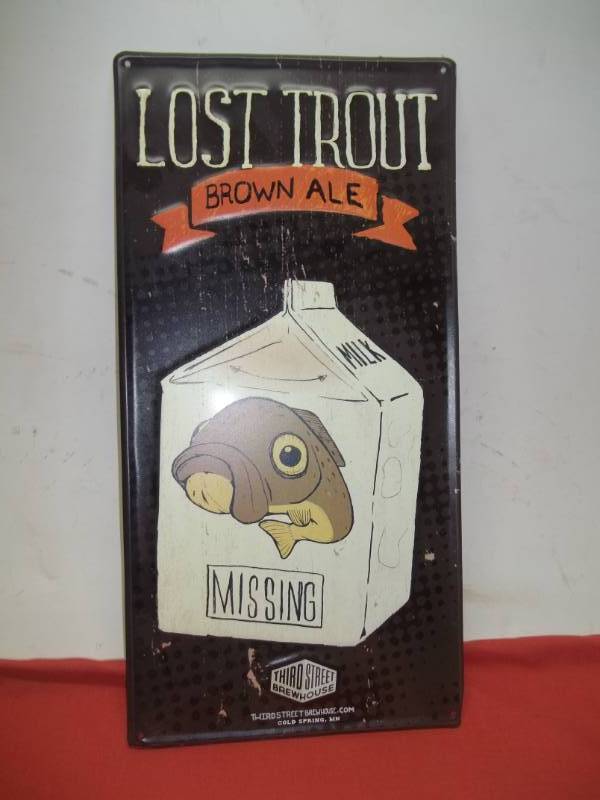 LOST TROUT
BROWN ALE
MILK
MISSING
THIRD STREET
BREWHOUSE
THIRDSTREETBREWHOUSE.COM
COLD SPRING, MN